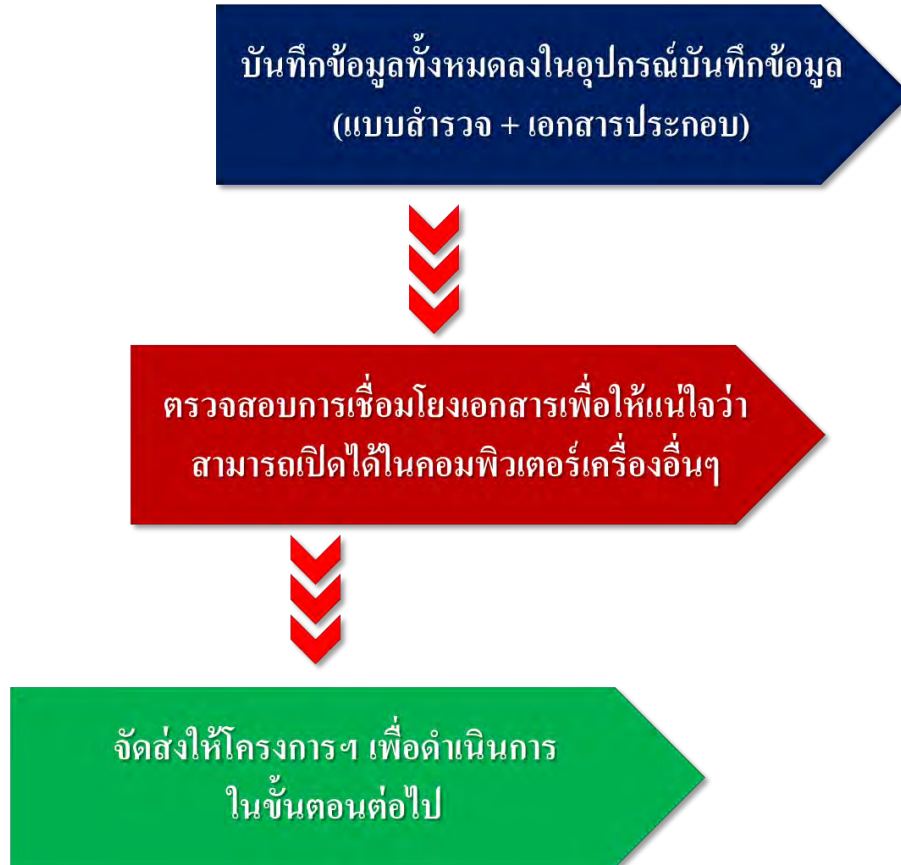 บันทึกข้อมูลทั้งหมดลงในอุปกรณ์บันทึกข้อมูล
(แบบสำรวจ + เอกสารประกอบ)
ตรวจสอบการเชื่อมโยงเอกสารเพื่อให้แน่ใจว่า
สามารถเปิดได้ในคอมพิวเตอร์เครื่องอื่นๆ
จัดส่งให้โครงการฯ เพื่อดำเนินการ
ในขั้นตอนต่อไป